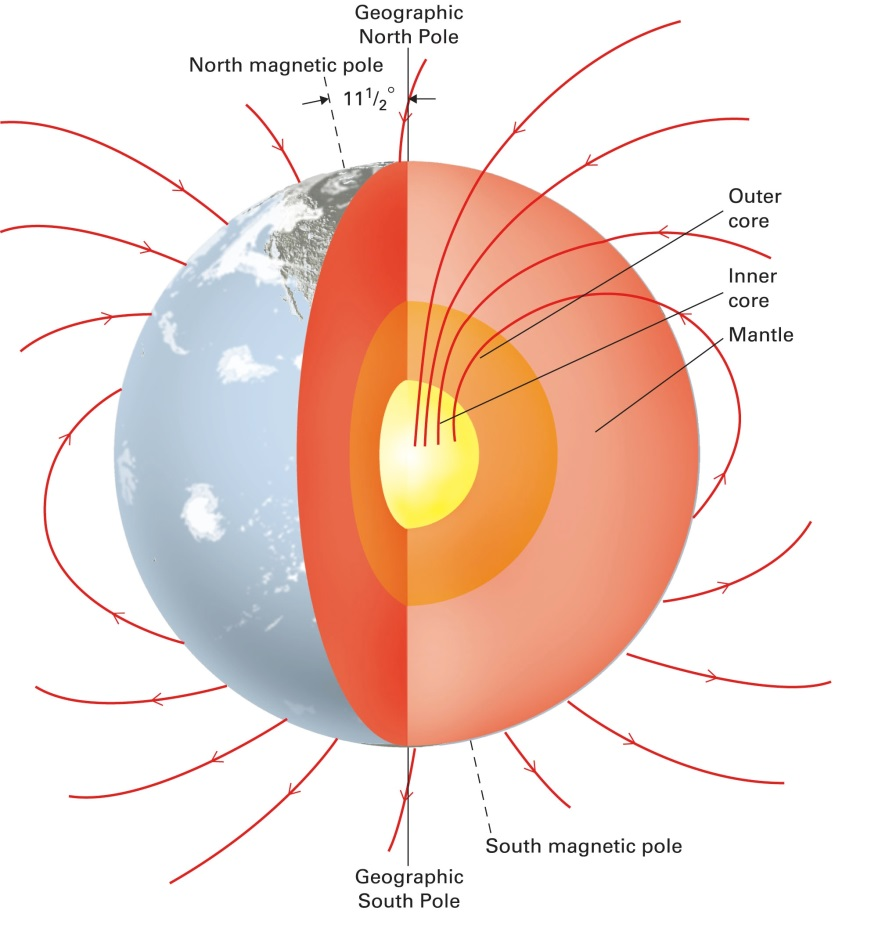 Geographic
North Pole
North magnetic pole
11 1/2°
Outer
core
Inner
core
Mantle
South magnetic pole
Geographic
South Pole